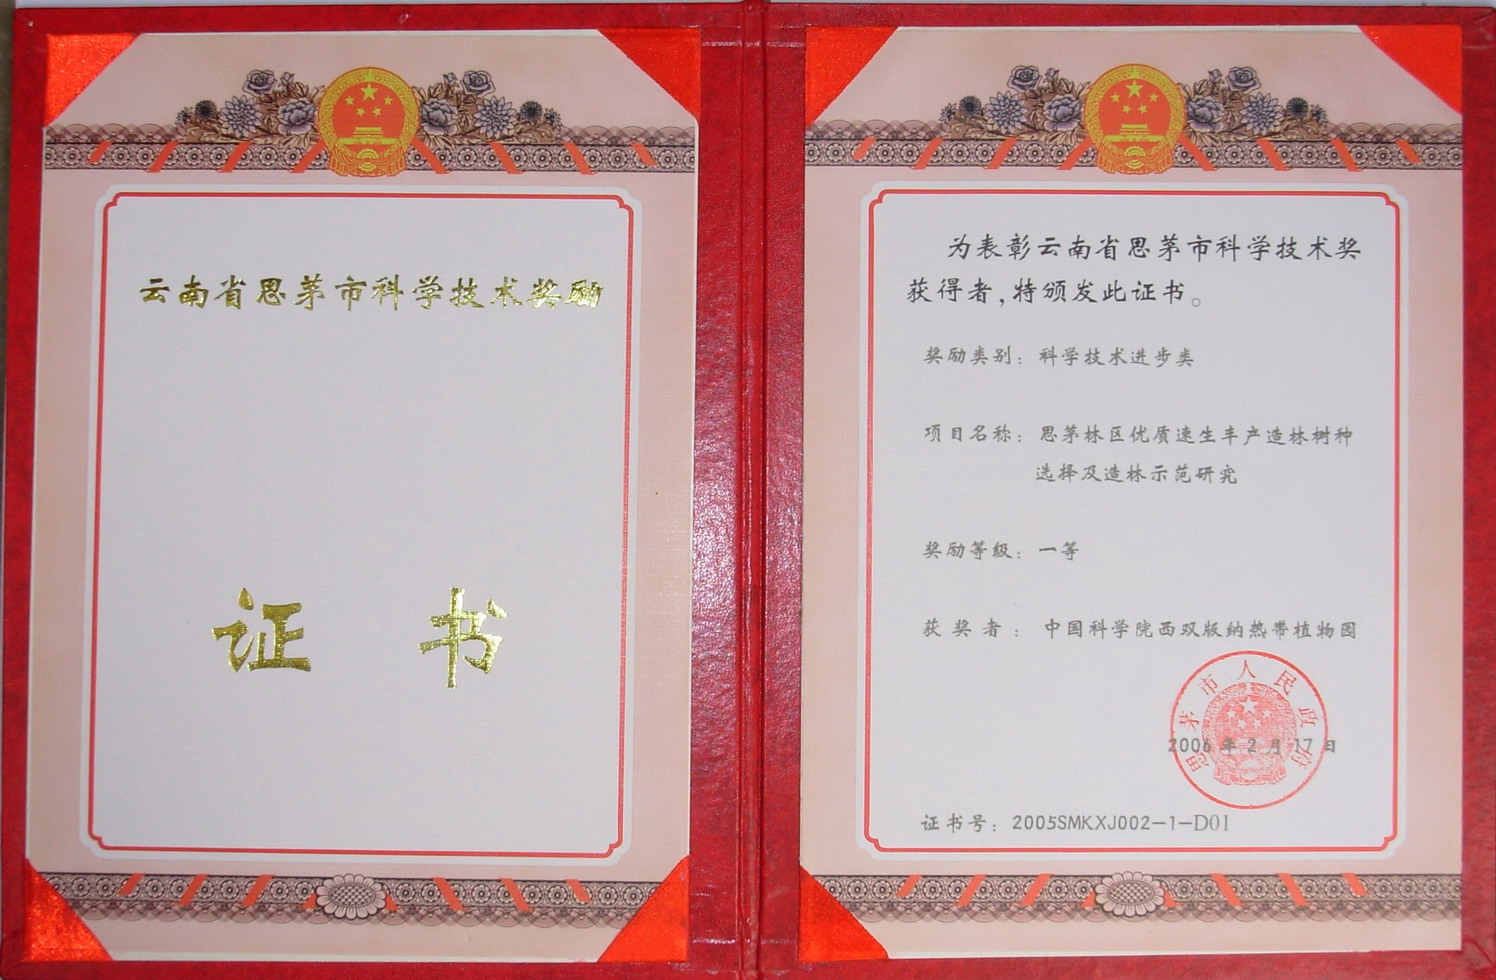 云南省思茅市科学技术奖励
证 书
为表彰云南省思茅市科学技术奖
获得者,特颁发此证书。
奖励类别：科学技术进步类
项目名称：思茅林区优质速生丰产造林树种
选择及造林示范研究
奖励等级：一等
获奖者：中国科学院西双版纳热带植物园
思茅市人民政府
2006年2月17日
证书号：2005SMKXJ002-1-D01